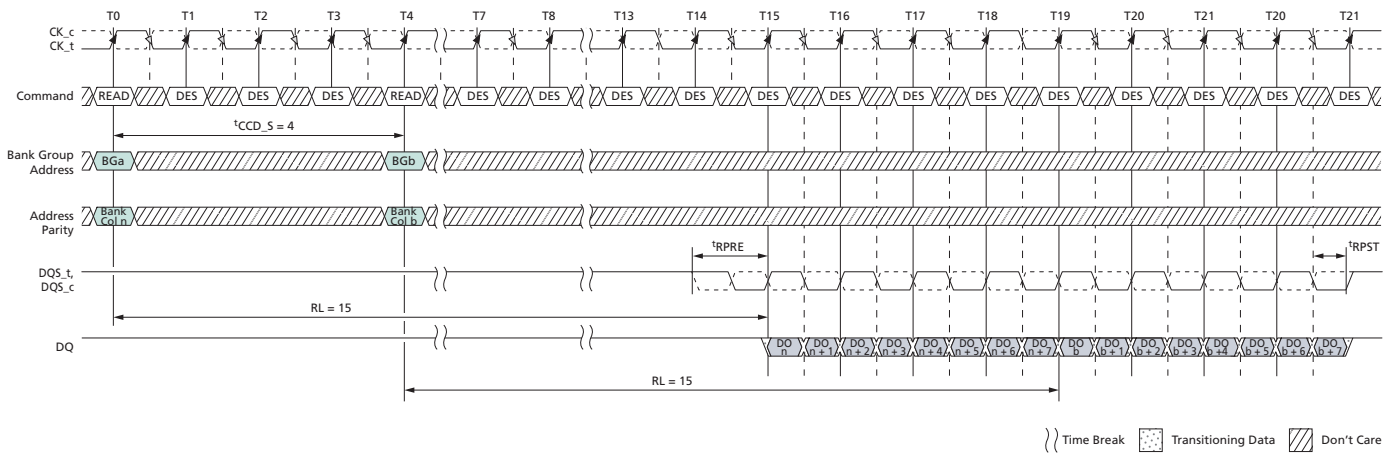 T0 T1 T2 T3 T4 T7 T8 T13 T14 T15 T16 T17 T18 T19 T20 T21 T20 T21
CK_c
CK_t
Command READ DES DES DES READ DES DES DES DES DES DES DES DES DES DES DES DES DES
tCCD_S = 4
Bank Group
Address
BGa BGb
Address
Parity
Bank
Col n
Bank
Col b
tRPRE tRPST
DQS_t,
DQS_c
RL = 15
DQ
DO
n
DO
n + 1
DO
n + 2
DO
n + 3
DO
n + 4
DO
n + 5
DO
n + 6
DO
n + 7
DO
b
DO
b + 1
DO
b + 2
DO
b + 3
DO
b + 4
DO
b + 5
DO
b + 6
DO
b + 7
RL = 15
Time Break Transitioning Data Don't Care